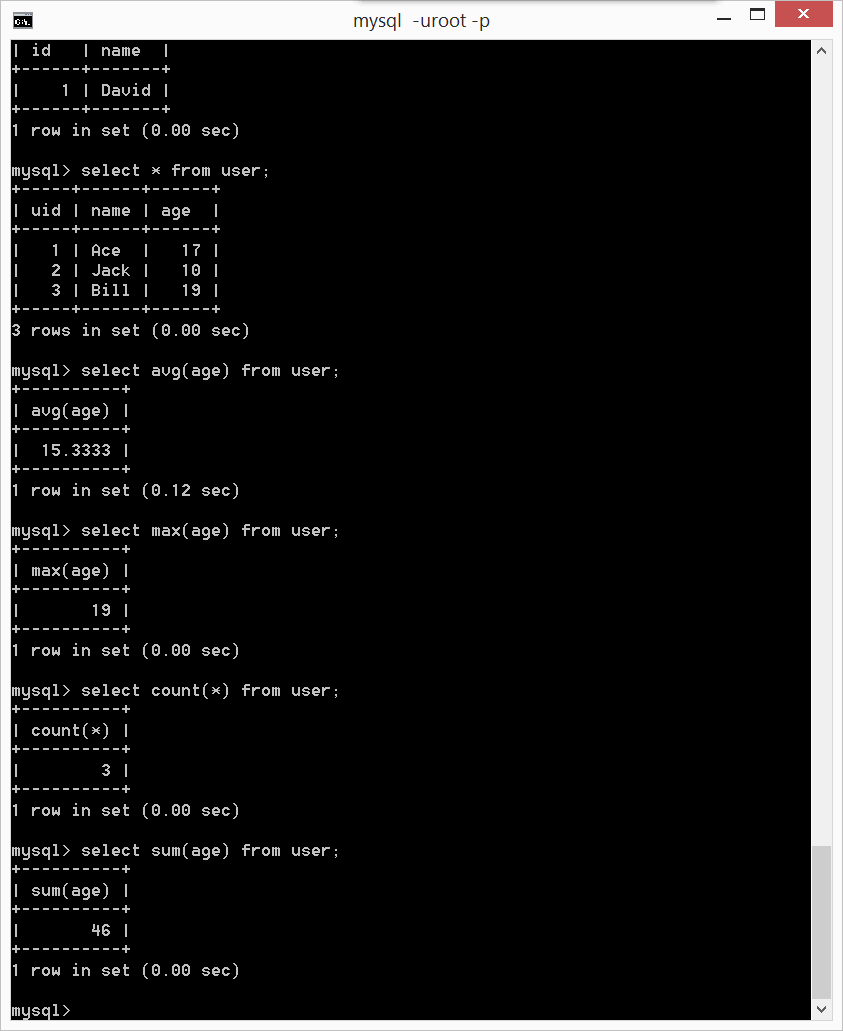 mysql  -uroot -p
| id   | name  |
+------+-------+
|    1 | David |
+------+-------+
1 row in set (0.00 sec)
mysql> select * from user;
+-----+------+------+
| uid | name | age  |
+-----+------+------+
|   1 | Ace  |   17 |
|   2 | Jack |   10 |
|   3 | Bill |   19 |
+-----+------+------+
3 rows in set (0.00 sec)
mysql> select avg(age) from user;
+----------+
| avg(age) |
+----------+
|  15.3333 |
+----------+
1 row in set (0.12 sec)
mysql> select max(age) from user;
+----------+
| max(age) |
+----------+
|       19 |
+----------+
1 row in set (0.00 sec)
mysql> select count(*) from user;
+----------+
| count(*) |
+----------+
|        3 |
+----------+
1 row in set (0.00 sec)
mysql> select sum(age) from user;
+----------+
| sum(age) |
+----------+
|       46 |
+----------+
1 row in set (0.00 sec)
mysql>